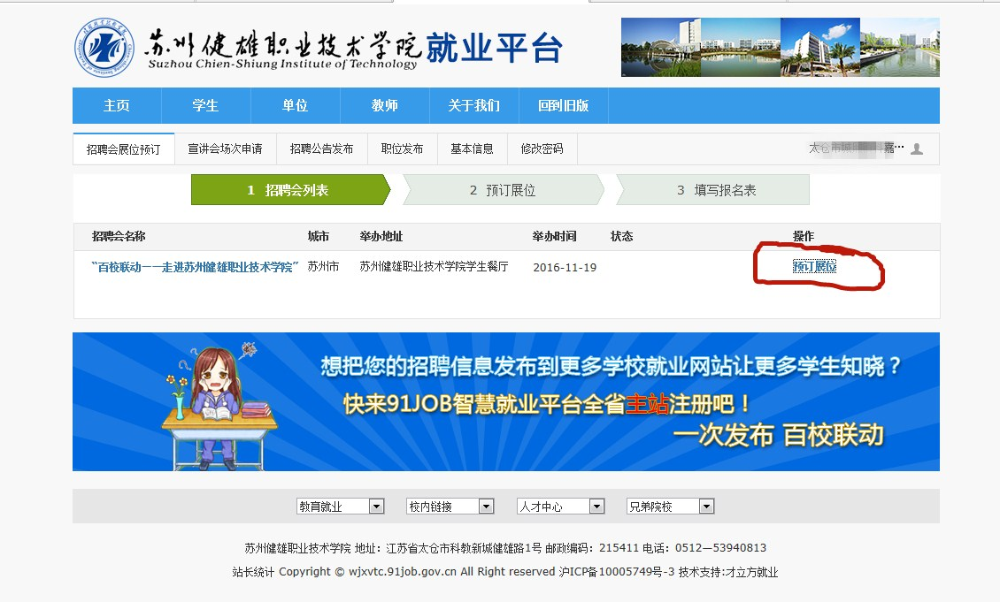 苏州健雄职业技术学院 就业平台
Suzhou Chien-Shiung Institute of Technology
主页 学生 单位 教师 关于我们 回到旧版
招聘会展位预订 宣讲会场次申请 招聘公告发布 职位发布 基本信息 修改密码 太仓市城 嘉···
1 招聘会列表 2 预订展位 3 填写报名表
招聘会名称 城市 举办地址 举办时间 状态 操作
“百校联动——走进苏州健雄职业技术学院” 苏州市 苏州健雄职业技术学院学生餐厅 2016-11-19 预订展位
想把您的招聘信息发布到更多学校就业网站让更多学生知晓？
快来91JOB智慧就业平台全省主站注册吧！
一次发布 百校联动
教育就业 校内链接 人才中心 兄弟院校
苏州健雄职业技术学院 地址：江苏省太仓市科教新城健雄路1号 邮政编码：215411 电话：0512—53940813
站长统计 Copyright © wjxvtc.91job.gov.cn All Right reserved 沪ICP备10005749号-3 技术支持:才立方就业